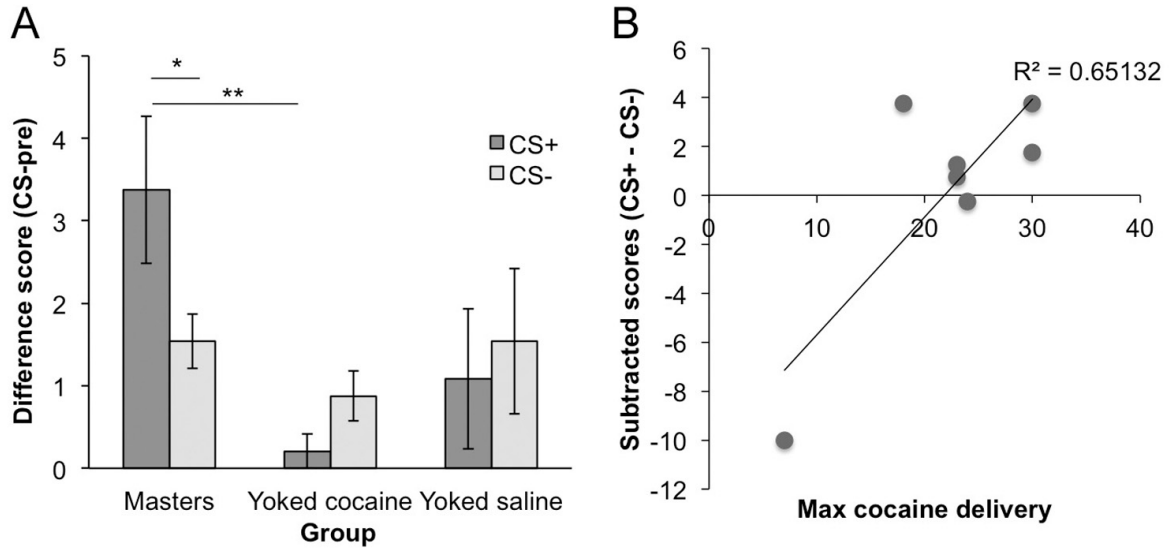 A
Difference score (CS-pre)
5
4
3
2
1
0
*
**
CS+
CS-
Masters
Yoked cocaine
Yoked saline
Group
B
Subtracted scores (CS+ - CS-)
6
4
2
0
-2
-4
-6
-8
-10
-12
0
10
20
30
40
R² = 0.65132
Max cocaine delivery